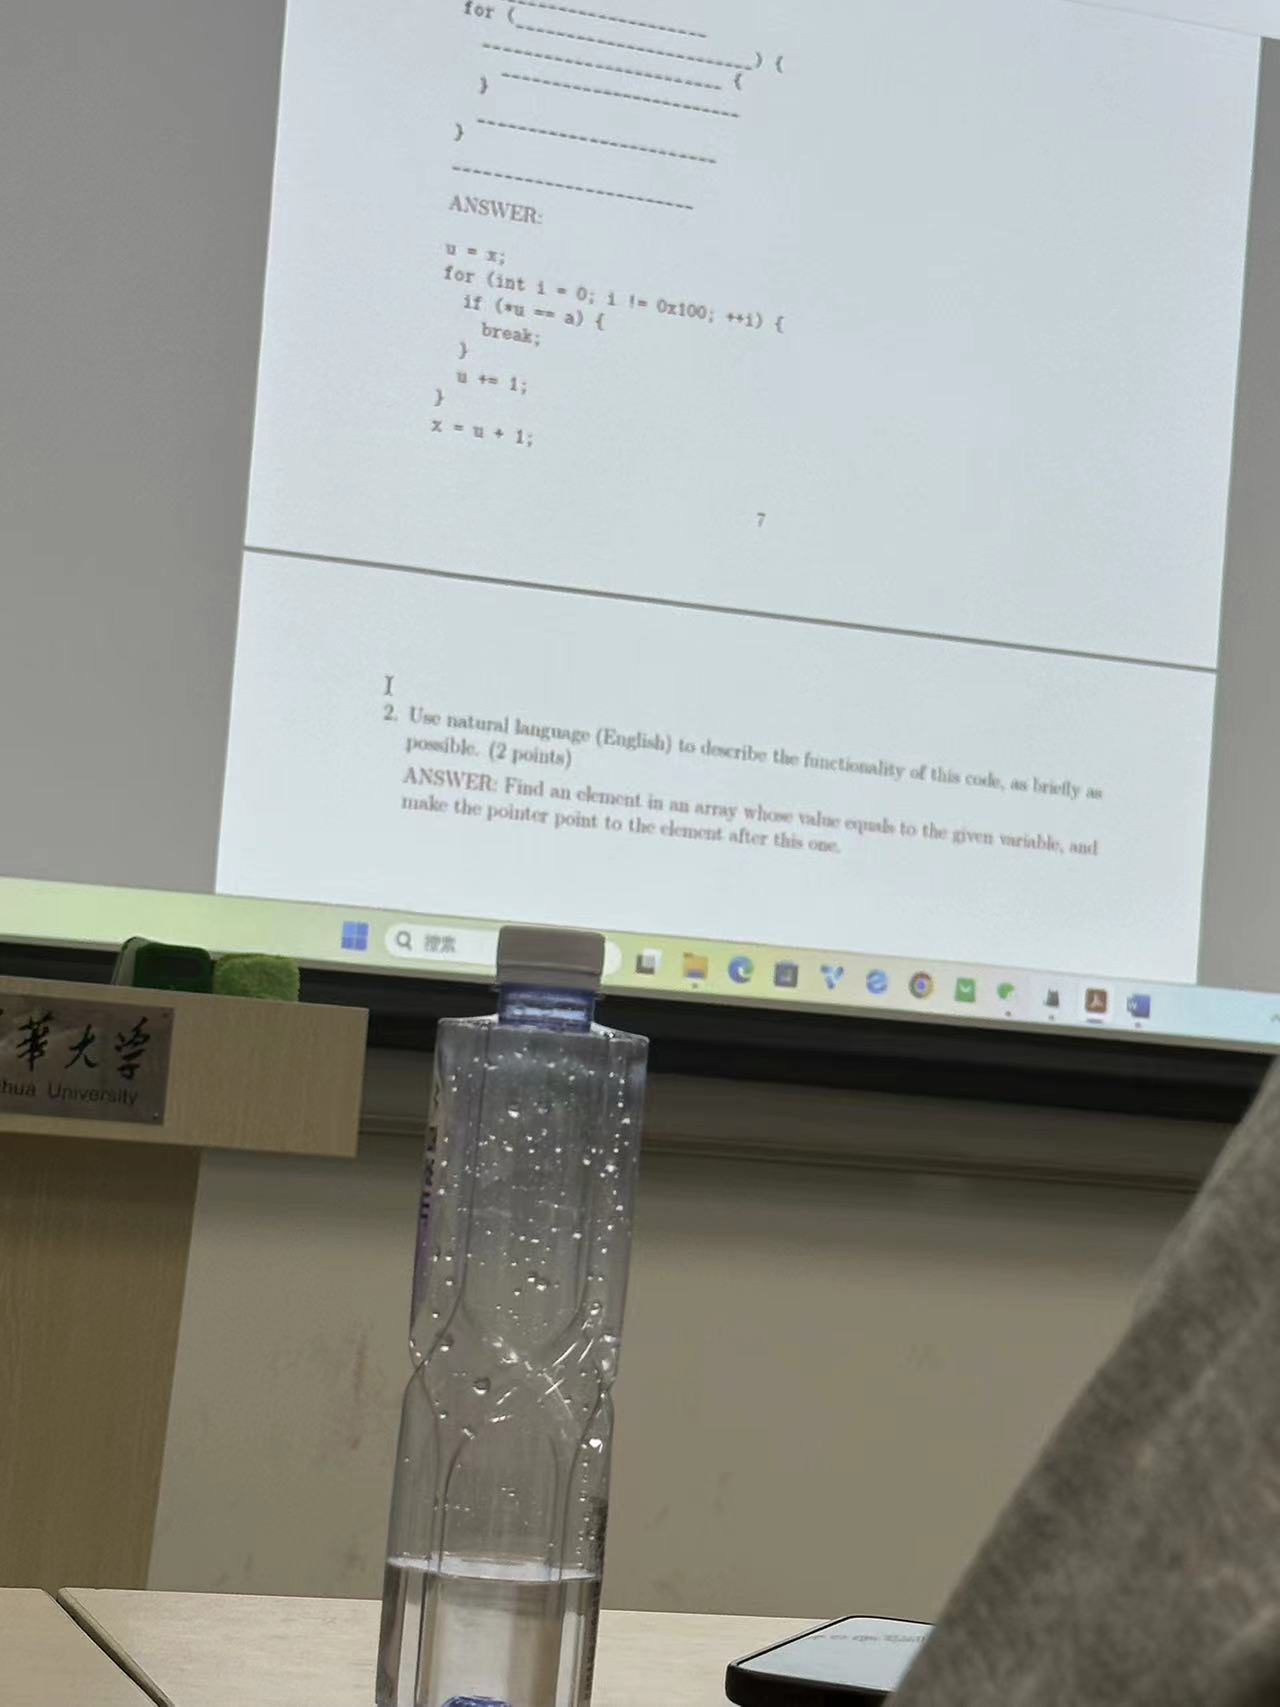 for (
) {
{
}
}
ANSWER:
u = x;
for (int i = 0; i != 0x100; ++i) {
if (*u == a) {
break;
}
u += 1;
}
x = u + 1;
7
2. Use natural language (English) to describe the functionality of this code, as briefly as
possible. (2 points)
ANSWER: Find an element in an array whose value equals to the given variable, and
make the pointer point to the element after this one.
搜索
華大学
hua University